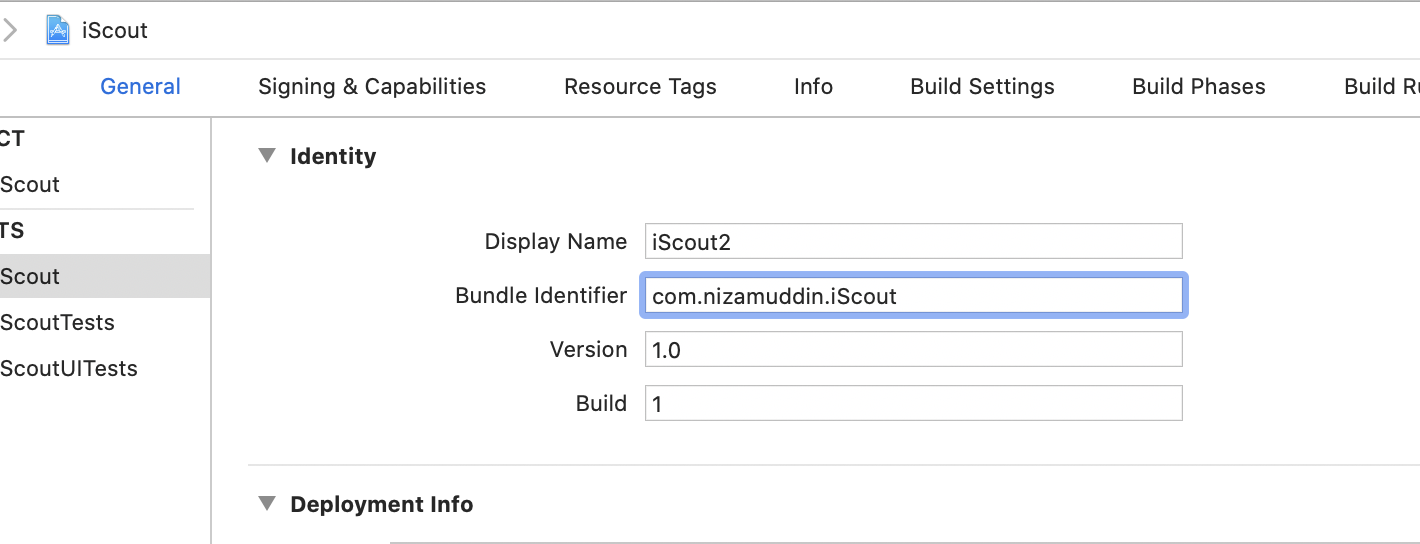 iScout
General Signing & Capabilities Resource Tags Info Build Settings Build Phases Build Ru
CT
Scout
TS
Scout
ScoutTests
ScoutUITests
Identity
Display Name iScout2
Bundle Identifier com.nizamuddin.iScout
Version 1.0
Build 1
Deployment Info